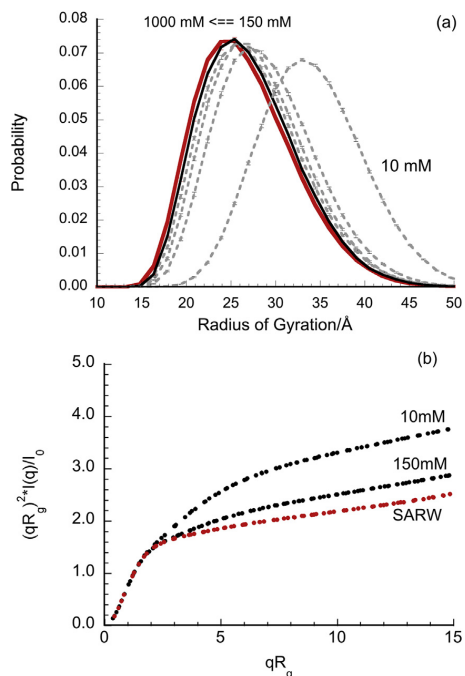 1000 mM <== 150 mM
(a)
0.08
0.07
0.06
0.05
0.04
0.03
0.02
0.01
0.00
Probability
10 mM
10 15 20 25 30 35 40 45 50
Radius of Gyration/Å
(b)
5.0
4.0
3.0
2.0
1.0
0.0
(qRg)2*I(q)/I0
10mM
150mM
SARW
0 5 10 15
qRg